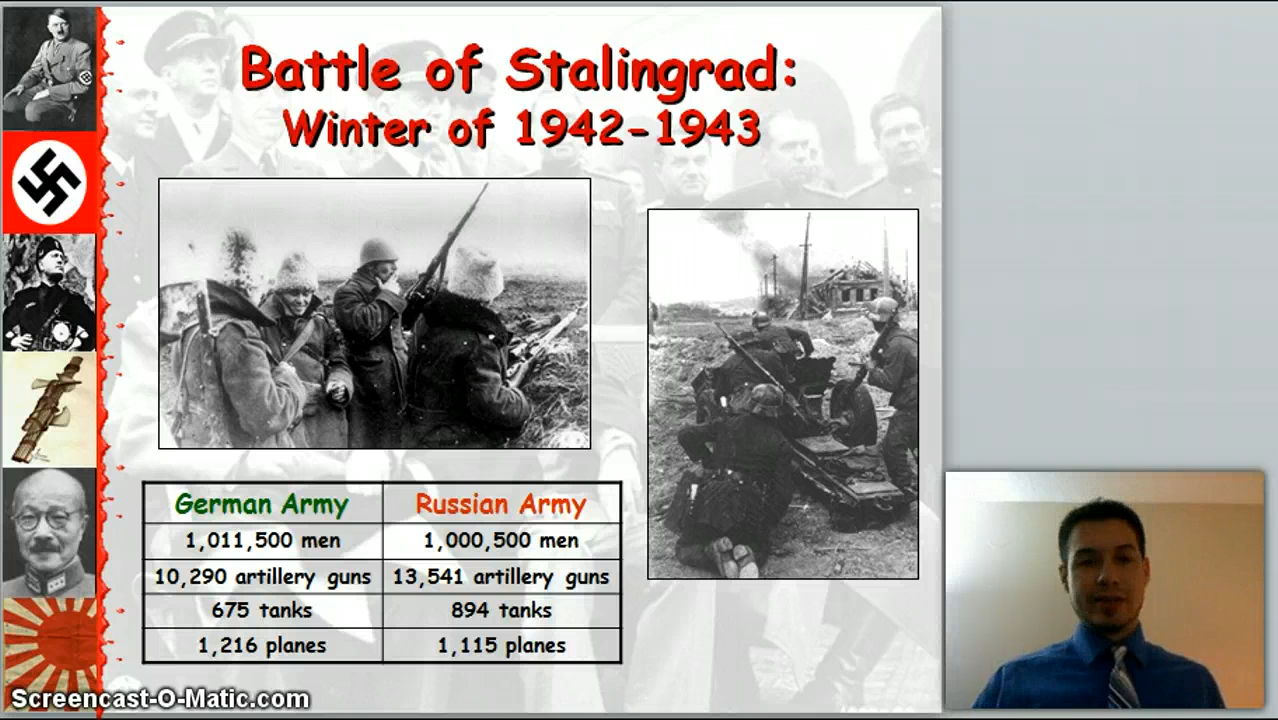 Battle of Stalingrad:
Winter of 1942-1943
German Army Russian Army
1,011,500 men 1,000,500 men
10,290 artillery guns 13,541 artillery guns
675 tanks 894 tanks
1,216 planes 1,115 planes
Screencast-O-Matic.com